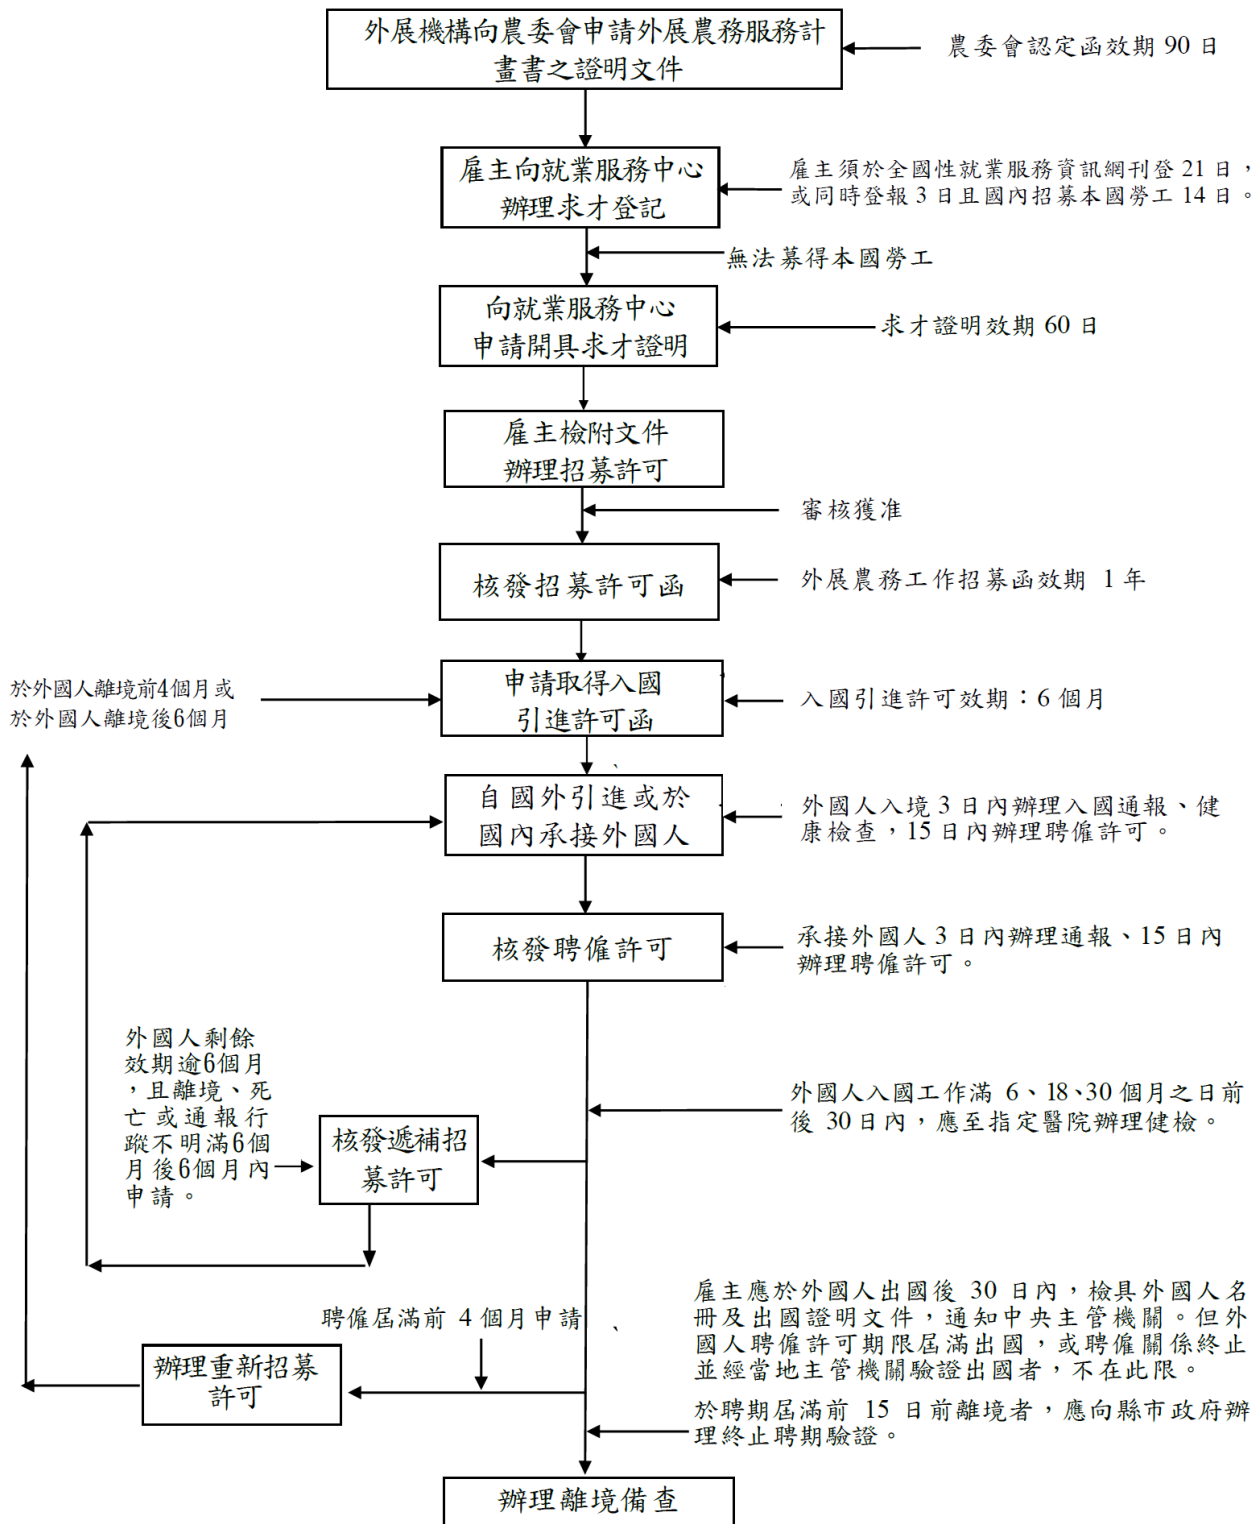 外展機構向農委會申請外展農務服務計
畫書之證明文件
農委會認定函效期 90 日
雇主向就業服務中心
辦理求才登記
雇主須於全國性就業服務資訊網刊登 21 日，
或同時登報 3 日且國內招募本國勞工 14 日。
無法募得本國勞工
向就業服務中心
申請開具求才證明
求才證明效期 60 日
雇主檢附文件
辦理招募許可
審核獲准
核發招募許可函
外展農務工作招募函效期 1 年
於外國人離境前4個月或
於外國人離境後6個月
申請取得入國
引進許可函
入國引進許可效期：6 個月
自國外引進或於
國內承接外國人
外國人入境 3 日內辦理入國通報、健
康檢查，15 日內辦理聘僱許可。
核發聘僱許可
承接外國人 3 日內辦理通報、15 日內
辦理聘僱許可。
外國人剩餘
效期逾6個月
，且離境、死
亡或通報行
蹤不明滿6個
月後6個月內
申請。
核發遞補招
募許可
外國人入國工作滿 6、18、30 個月之日前
後 30 日內，應至指定醫院辦理健檢。
聘僱屆滿前 4 個月申請
辦理重新招募
許可
雇主應於外國人出國後 30 日內，檢具外國人名
冊及出國證明文件，通知中央主管機關。但外
國人聘僱許可期限屆滿出國，或聘僱關係終止
並經當地主管機關驗證出國者，不在此限。
於聘期屆滿前 15 日前離境者，應向縣市政府辦
理終止聘期驗證。
辦理離境備查